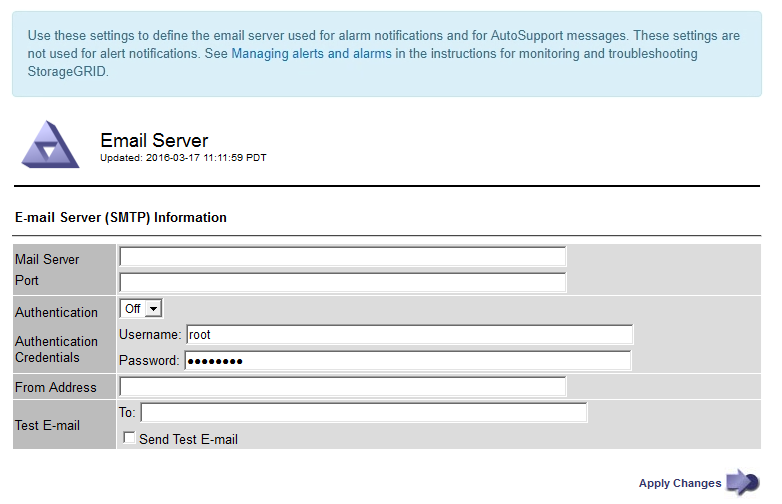 Use these settings to define the email server used for alarm notifications and for AutoSupport messages. These settings are
not used for alert notifications. See Managing alerts and alarms in the instructions for monitoring and troubleshooting
StorageGRID.
Email Server
Updated: 2016-03-17 11:11:59 PDT
E-mail Server (SMTP) Information
Mail Server
Port
Authentication Off
Authentication
Credentials
Username: root
Password: ●●●●●●●●
From Address
Test E-mail
To:
Send Test E-mail
Apply Changes